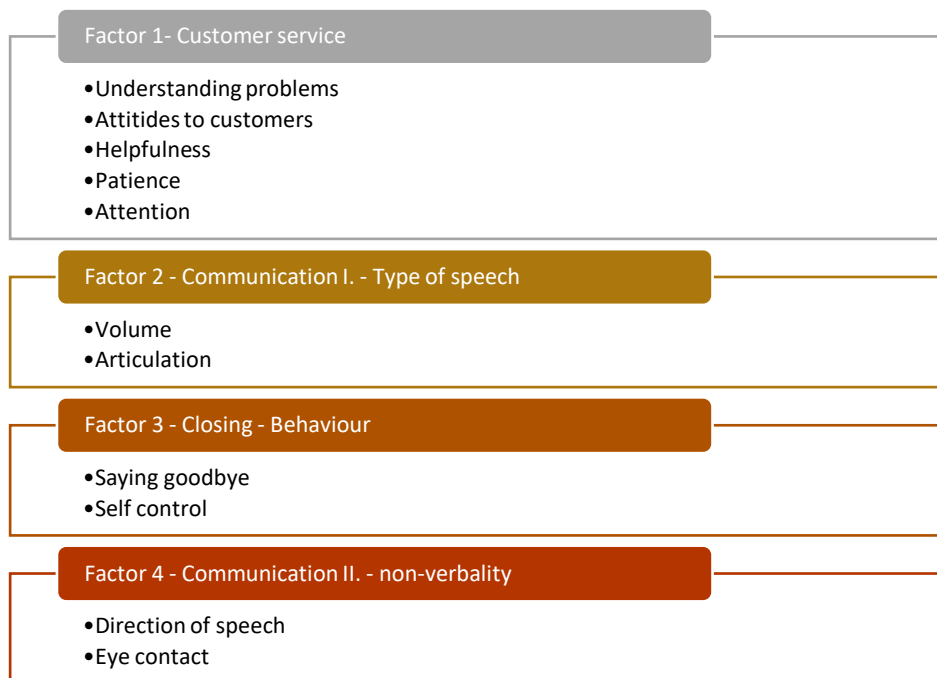 Factor 1- Customer service
•Understanding problems
•Attitides to customers
•Helpfulness
•Patience
•Attention
Factor 2 - Communication I. - Type of speech
•Volume
•Articulation
Factor 3 - Closing - Behaviour
•Saying goodbye
•Self control
Factor 4 - Communication II. - non-verbality
•Direction of speech
•Eye contact